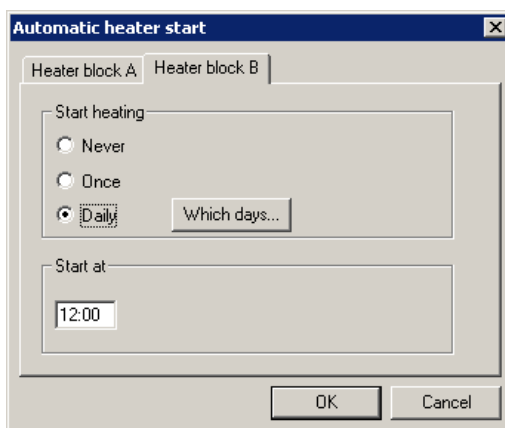 Automatic heater start
Heater block A Heater block B
Start heating
Never
Once
Daily Which days...
Start at
12:00
OK Cancel